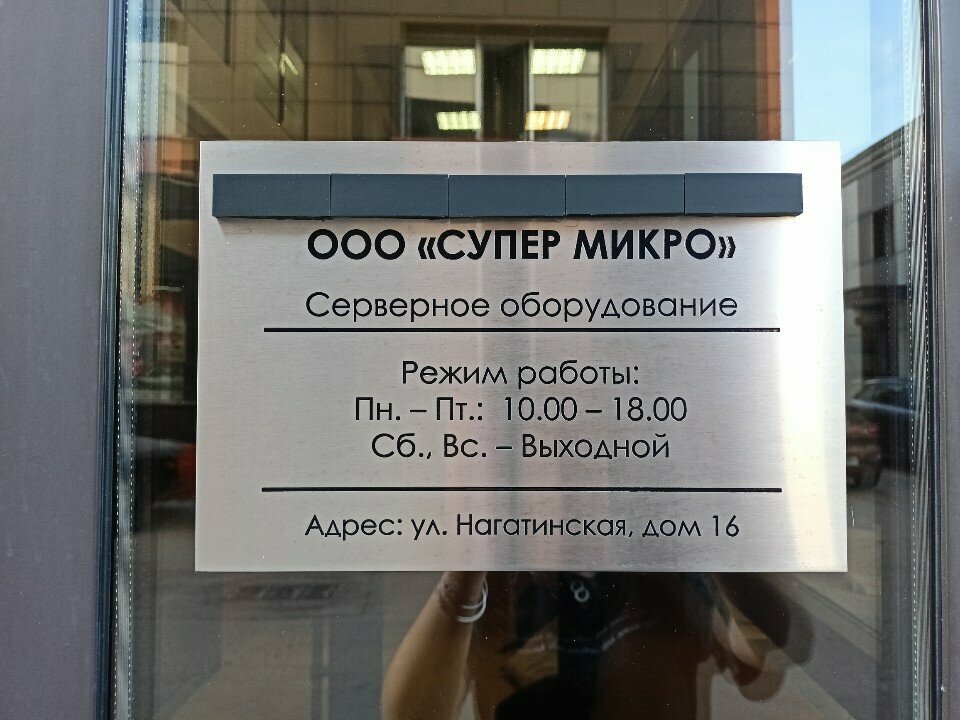 ООО «СУПЕР МИКРО»
Серверное оборудование
Режим работы:
Пн. – Пт.: 10.00 – 18.00
Сб., Вс. – Выходной
Адрес: ул. Нагатинская, дом 16